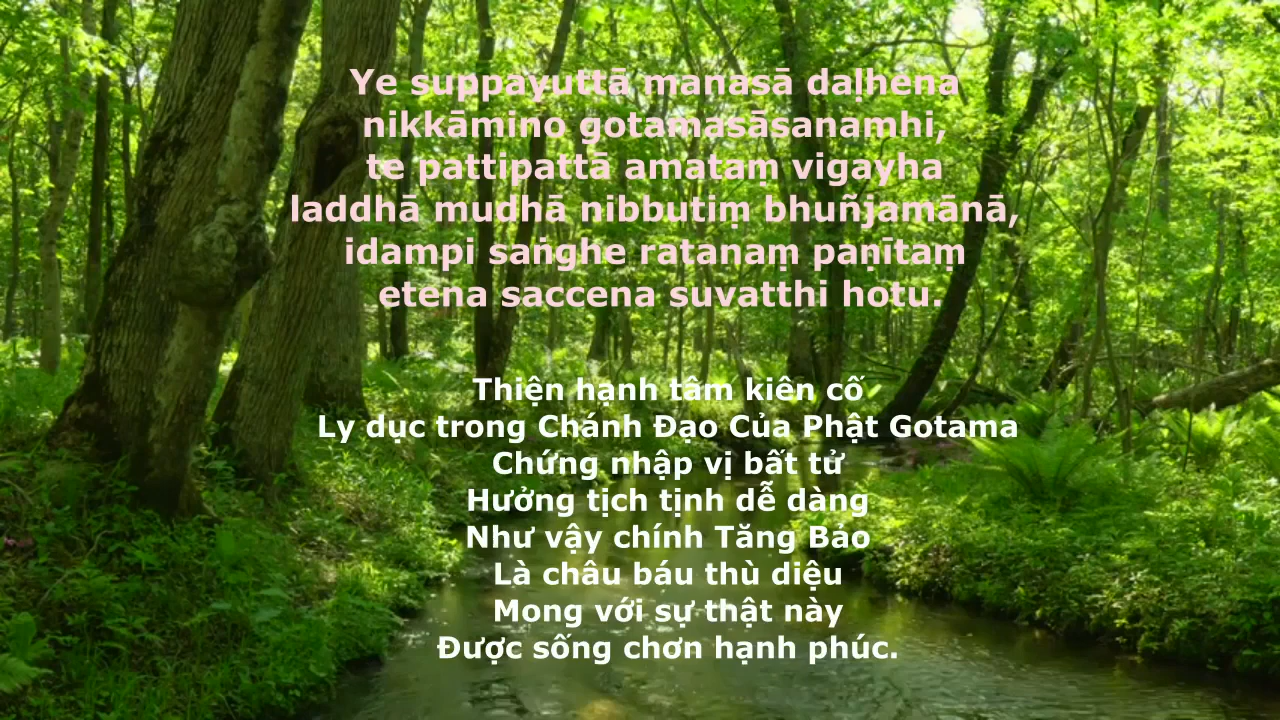 Ye suppayuttā manasā daḷhena
nikkāmino gotamasāsanamhi,
te pattipattā amataṃ vigayha
laddhā mudhā nibbutiṃ bhuñjamānā,
idampi saṅghe ratanaṃ paṇītaṃ
etena saccena suvatthi hotu.
Thiện hạnh tâm kiên cố
Ly dục trong Chánh Đạo Của Phật Gotama
Chứng nhập vị bất tử
Hưởng tịch tịnh dễ dàng
Như vậy chính Tăng Bảo
Là châu báu thù diệu
Mong với sự thật này
Được sống chơn hạnh phúc.